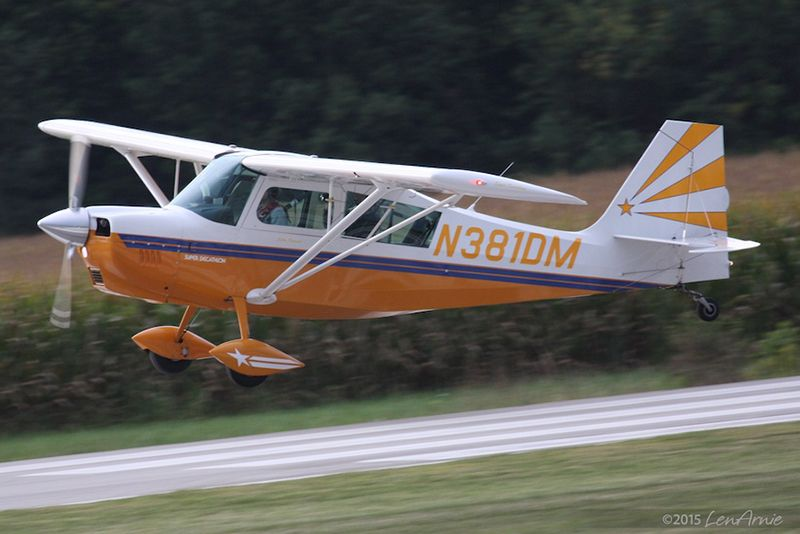 N381DM
SUPER DECATHLON
©2015 LenArnie